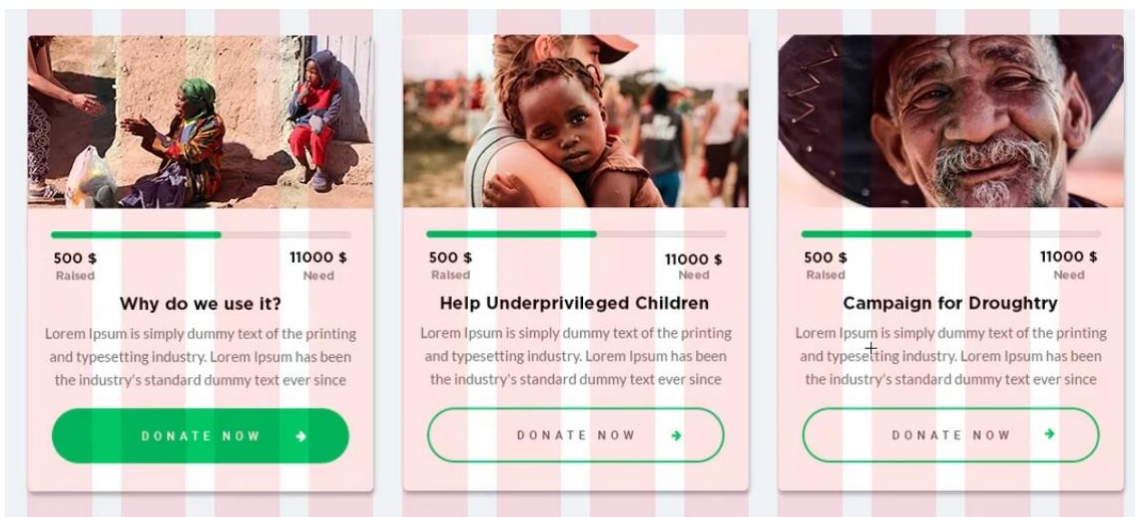 500 $ 11000 $
Raised Need
Why do we use it?
Lorem Ipsum is simply dummy text of the printing
and typesetting industry. Lorem Ipsum has been
the industry's standard dummy text ever since
DONATE NOW
500 $ 11000 $
Raised Need
Help Underprivileged Children
Lorem Ipsum is simply dummy text of the printing
and typesetting industry. Lorem Ipsum has been
the industry's standard dummy text ever since
DONATE NOW
500 $ 11000 $
Raised Need
Campaign for Droughtry
Lorem Ipsum is simply dummy text of the printing
and typesetting industry. Lorem Ipsum has been
the industry's standard dummy text ever since
DONATE NOW